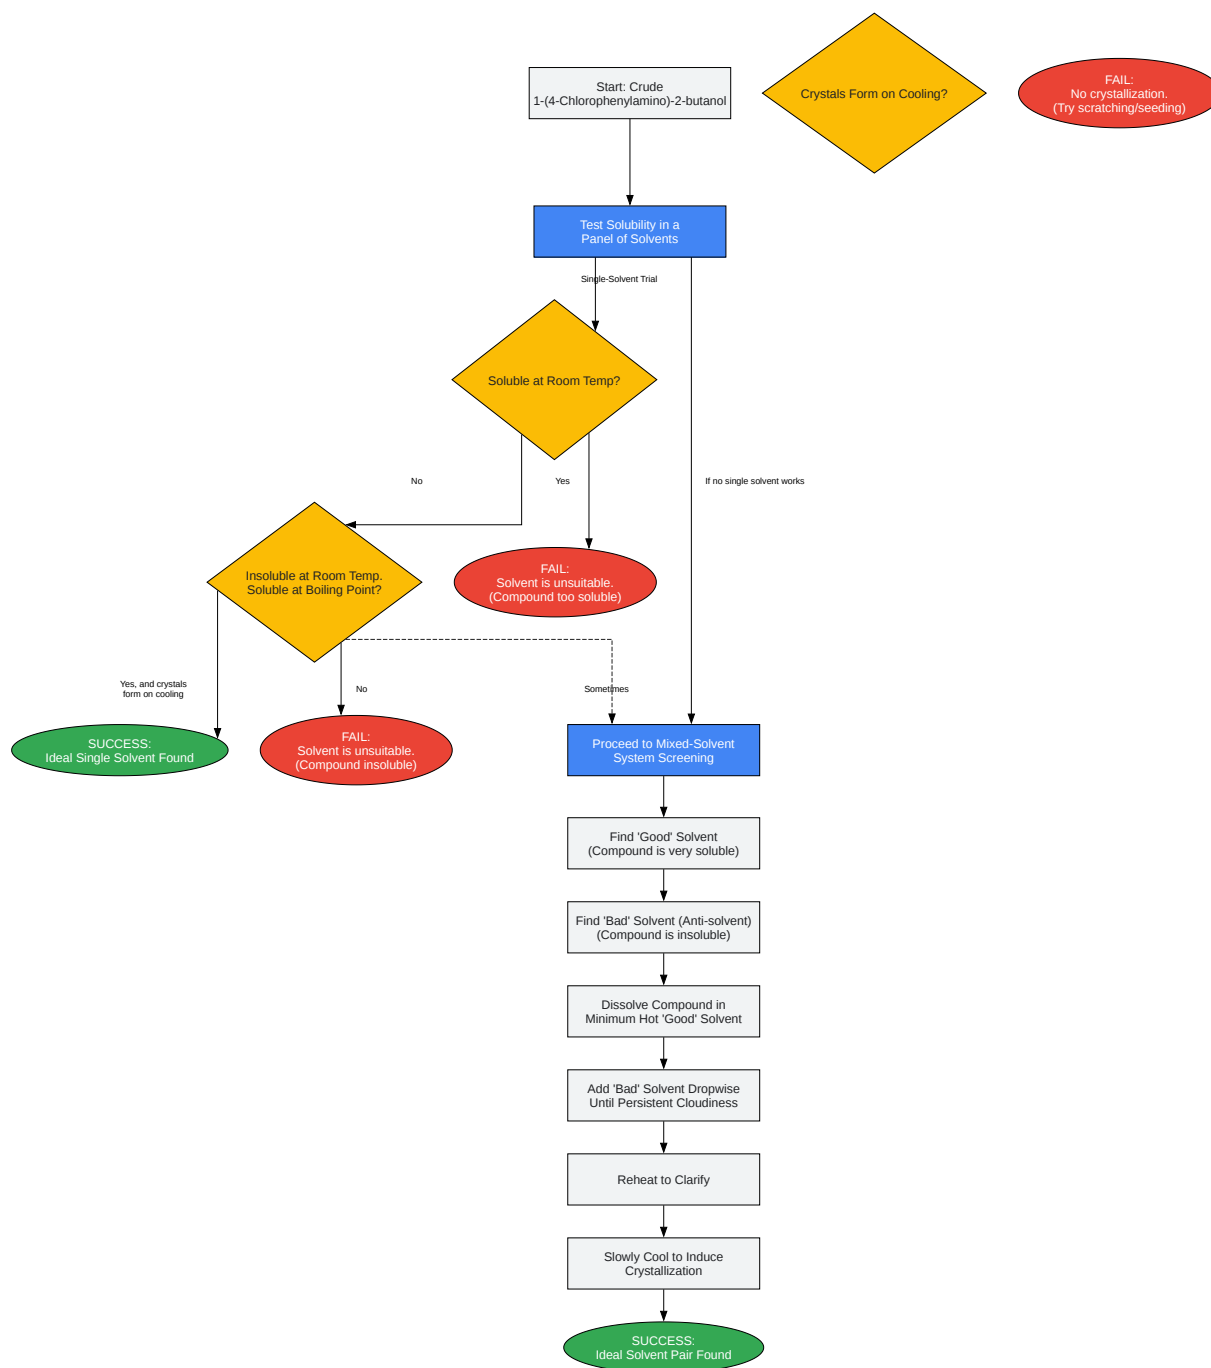 Start: Crude
1-(4-Chlorophenylamino)-2-butanol
Crystals Form on Cooling?
FAIL:
No crystallization.
(Try scratching/seeding)
Test Solubility in a
Panel of Solvents
Single-Solvent Trial
Soluble at Room Temp?
No
Yes
If no single solvent works
Insoluble at Room Temp.
Soluble at Boiling Point?
FAIL:
Solvent is unsuitable.
(Compound too soluble)
Yes, and crystals
form on cooling
No
Sometimes
SUCCESS:
Ideal Single Solvent Found
FAIL:
Solvent is unsuitable.
(Compound insoluble)
Proceed to Mixed-Solvent
System Screening
Find 'Good' Solvent
(Compound is very soluble)
Find 'Bad' Solvent (Anti-solvent)
(Compound is insoluble)
Dissolve Compound in
Minimum Hot 'Good' Solvent
Add 'Bad' Solvent Dropwise
Until Persistent Cloudiness
Reheat to Clarify
Slowly Cool to Induce
Crystallization
SUCCESS:
Ideal Solvent Pair Found